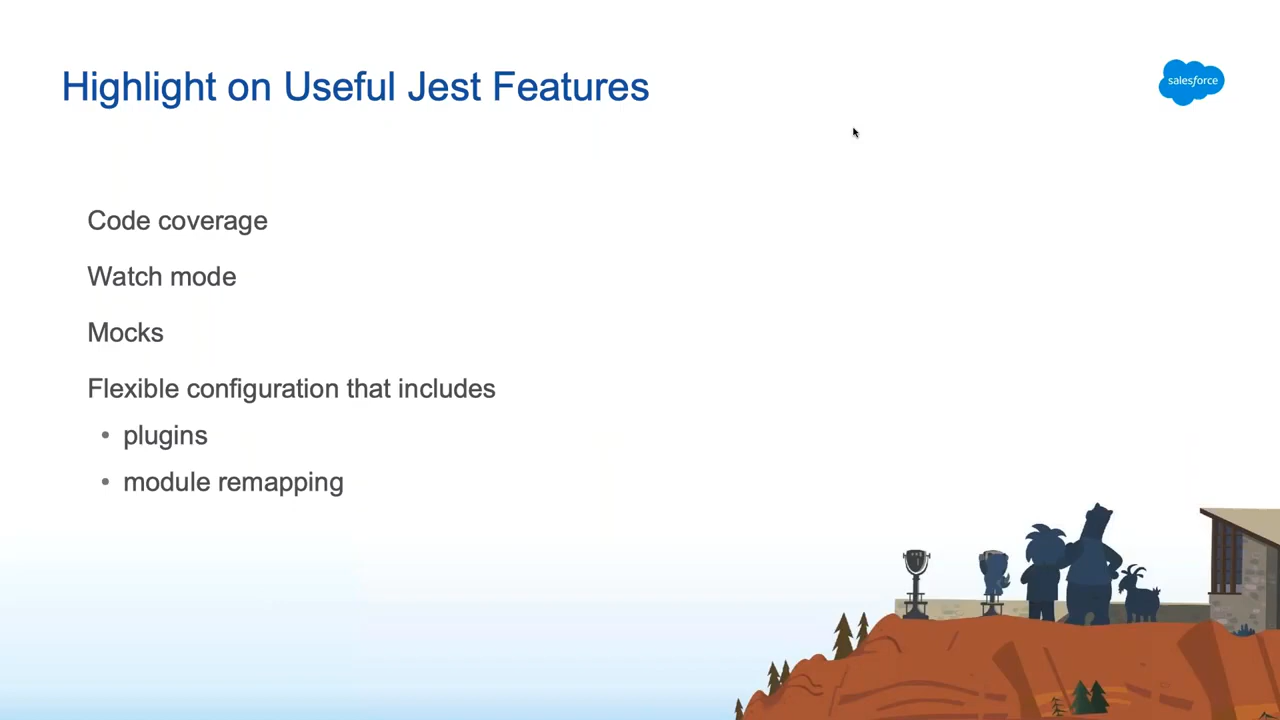 Highlight on Useful Jest Features
salesforce
Code coverage
Watch mode
Mocks
Flexible configuration that includes
• plugins
• module remapping